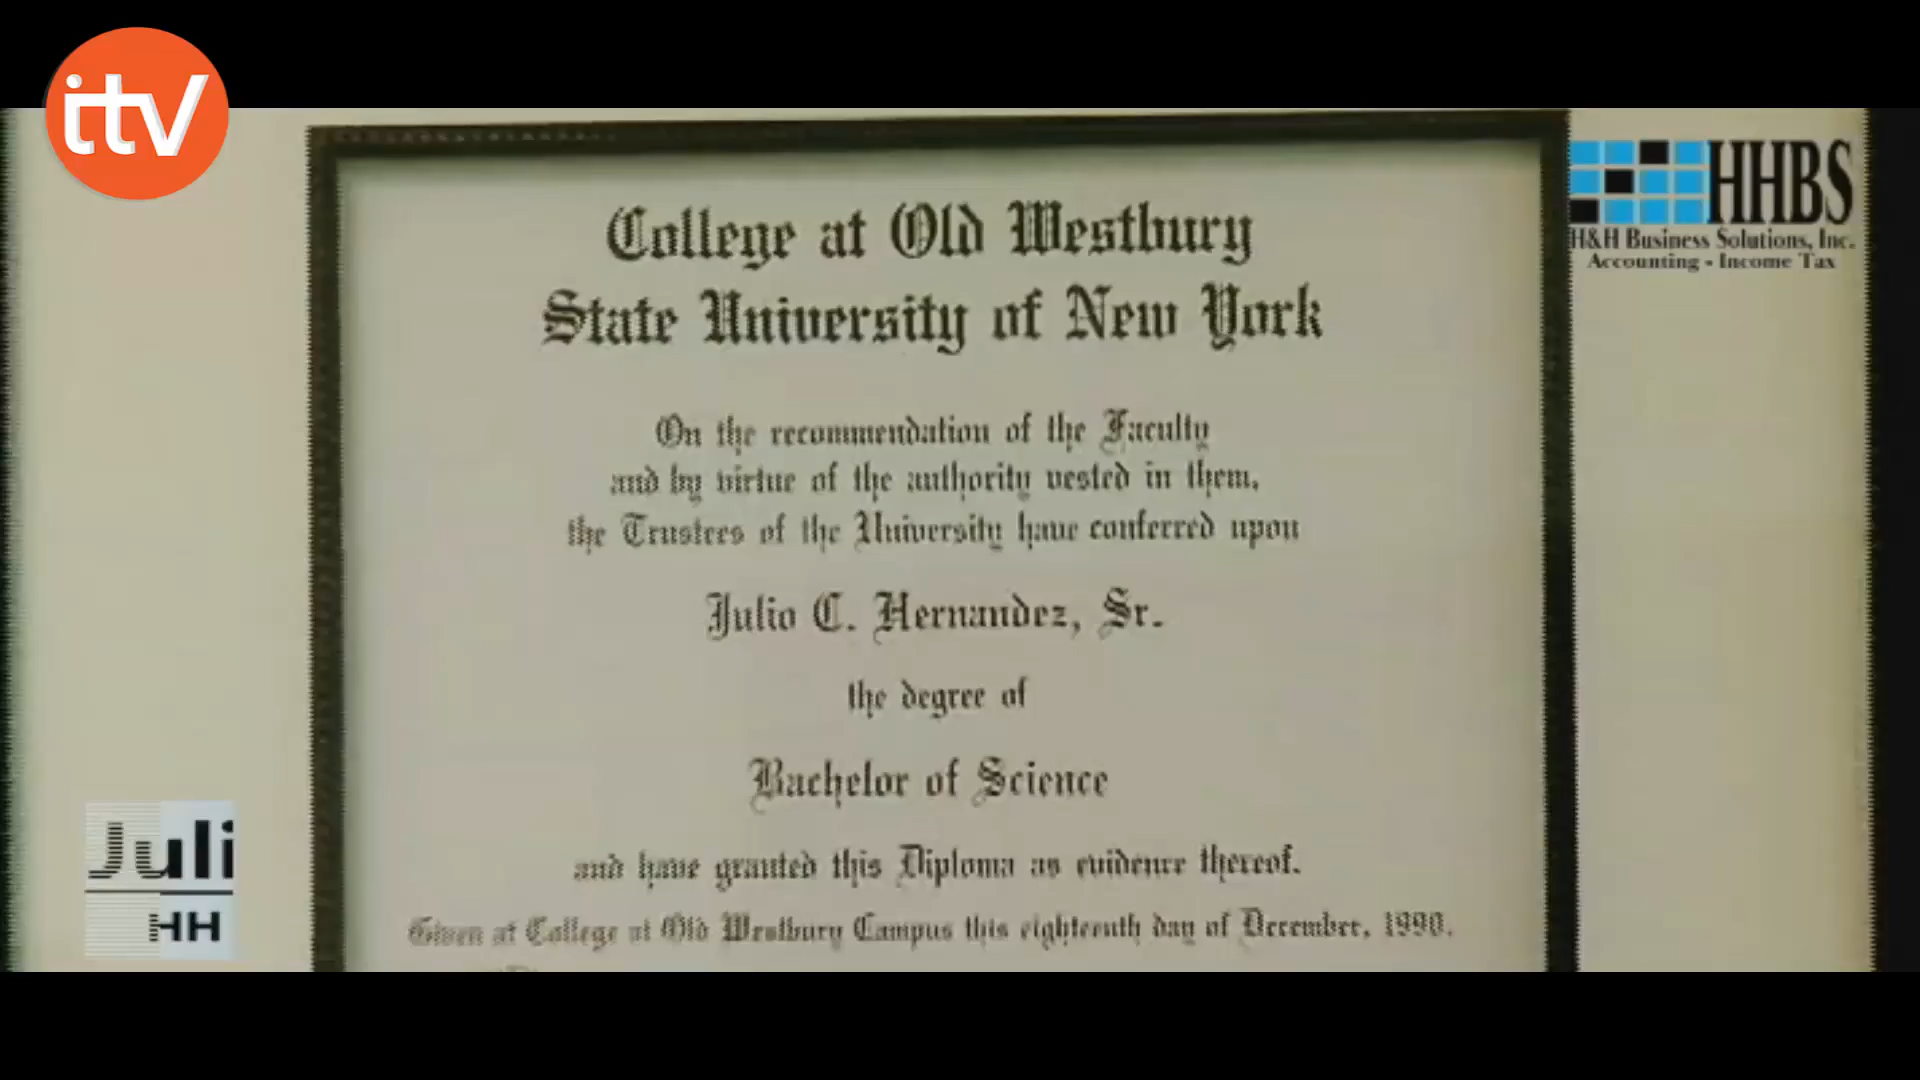 itv
HHBS
H&H Business Solutions, Inc.
Accounting - Income Tax
College at Old Westbury
State University of New York
On the recommendation of the Faculty
and by virtue of the authority vested in them,
the Trustees of the University have conferred upon
Julio C. Hernandez, Sr.
the degree of
Bachelor of Science
and have granted this Diploma as evidence thereof.
Given at College at Old Westbury Campus this eighteenth day of December, 1990.
Juli
HH